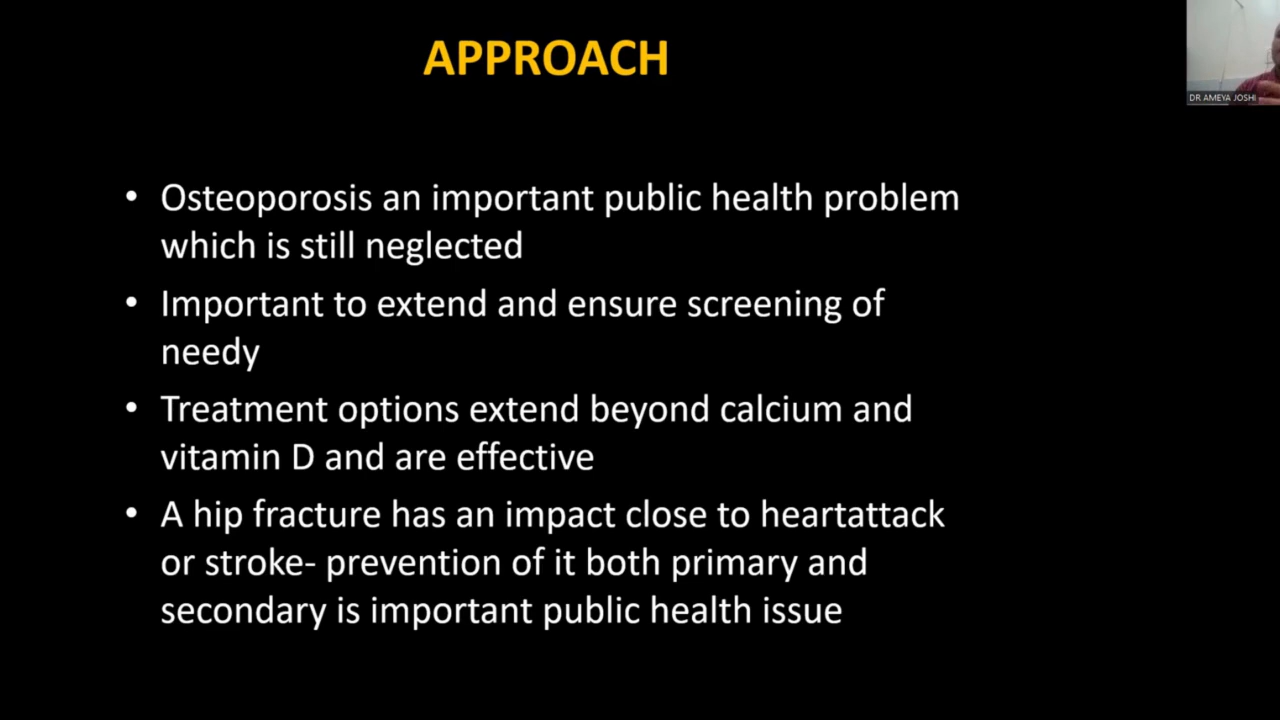 APPROACH
DR AMEYA JOSHI
• Osteoporosis an important public health problem
which is still neglected
• Important to extend and ensure screening of
needy
• Treatment options extend beyond calcium and
vitamin D and are effective
• A hip fracture has an impact close to heartattack
or stroke- prevention of it both primary and
secondary is important public health issue